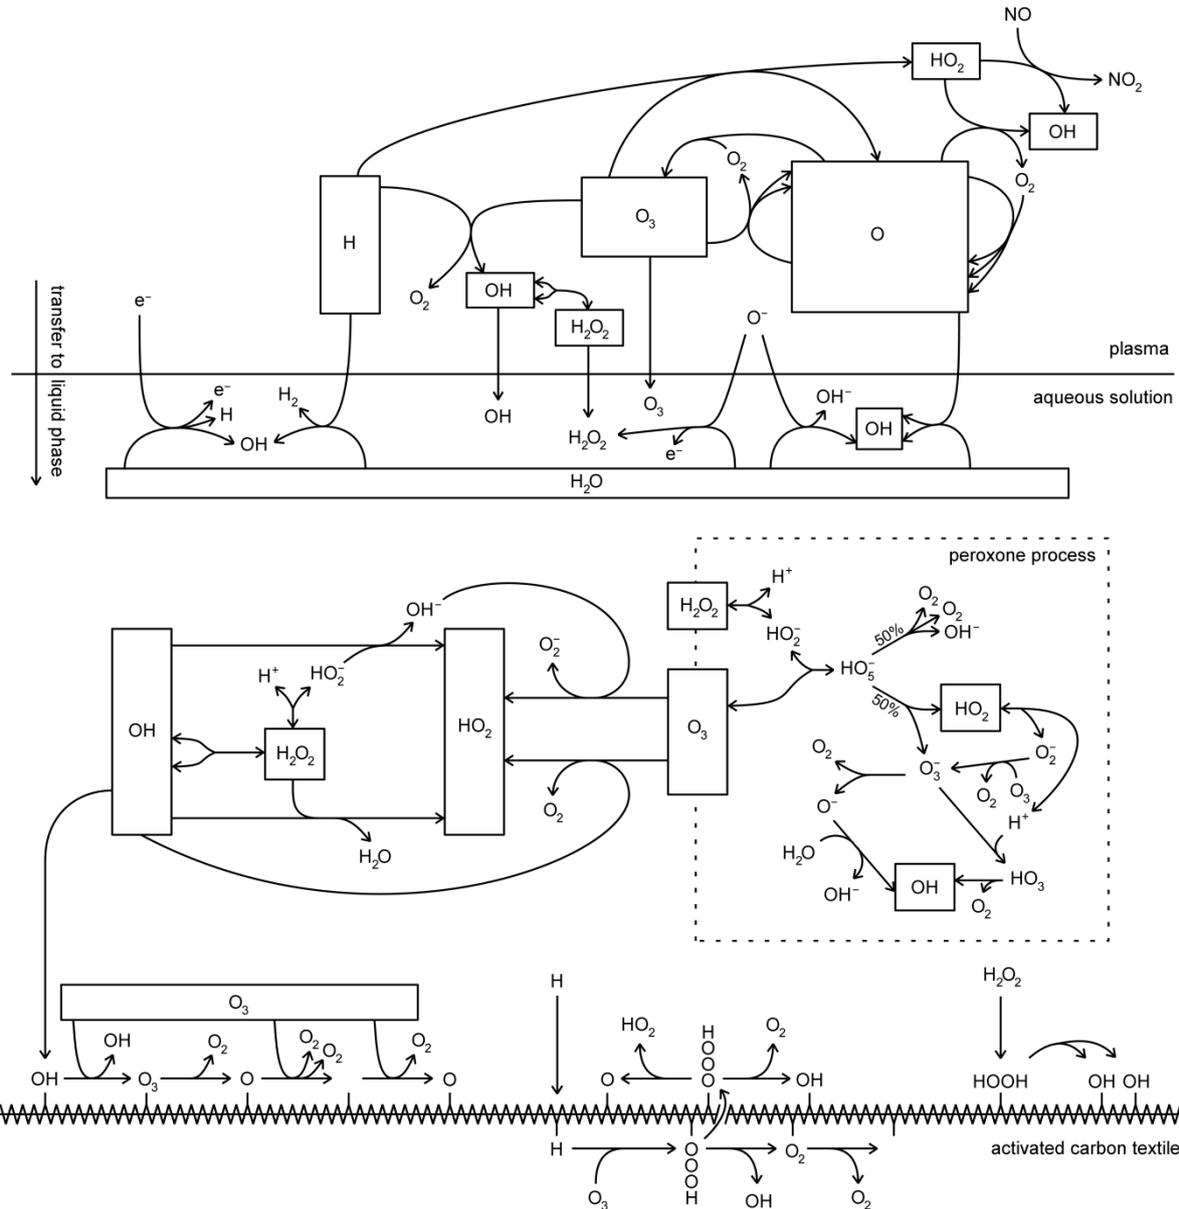 NO
HO₂
NO₂
OH
O₂
O₂
O₃
H
O
OH
O₂
H₂O₂
e⁻
O⁻
transfer to liquid phase
plasma
aqueous solution
e⁻
H
H₂
OH
OH
O₃
H₂O₂
e⁻
OH⁻
OH
H₂O
peroxone process
H₂O₂
H⁺
HO₂⁻
O₂
O₂
OH⁻
50%
HO₅⁻
50%
OH⁻
O₂⁻
H⁺
HO₂⁻
OH
HO₂
O₃
H₂O₂
HO₂
O₂
O₃⁻
O₂⁻
O₂
O₃
O₂
O⁻
H⁺
H₂O
H₂O
OH⁻
OH
HO₃
O₂
H
H₂O₂
O₃
OH
O₂
O₂
O₂
O₂
HO₂
H
O
O
O
O₂
OH
O₃
O
O
O
OH
HOOH
OH
OH
activated carbon textile
H
O
O
O
H
O₂
O₃
OH
O₂